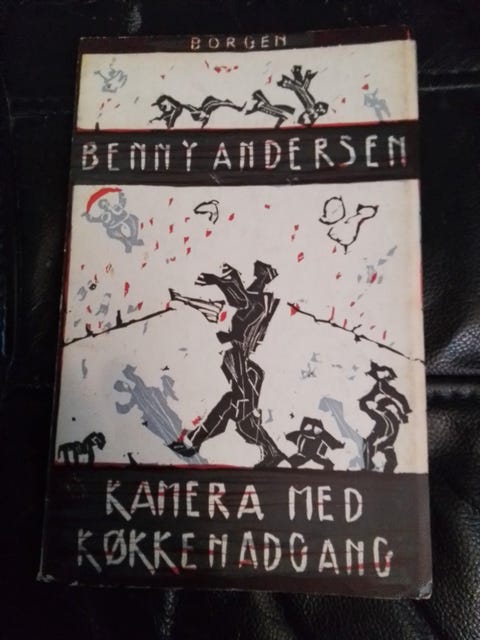 BORGEN
BENNY ANDERSEN
KAMERA MED
KØKKENADGANG